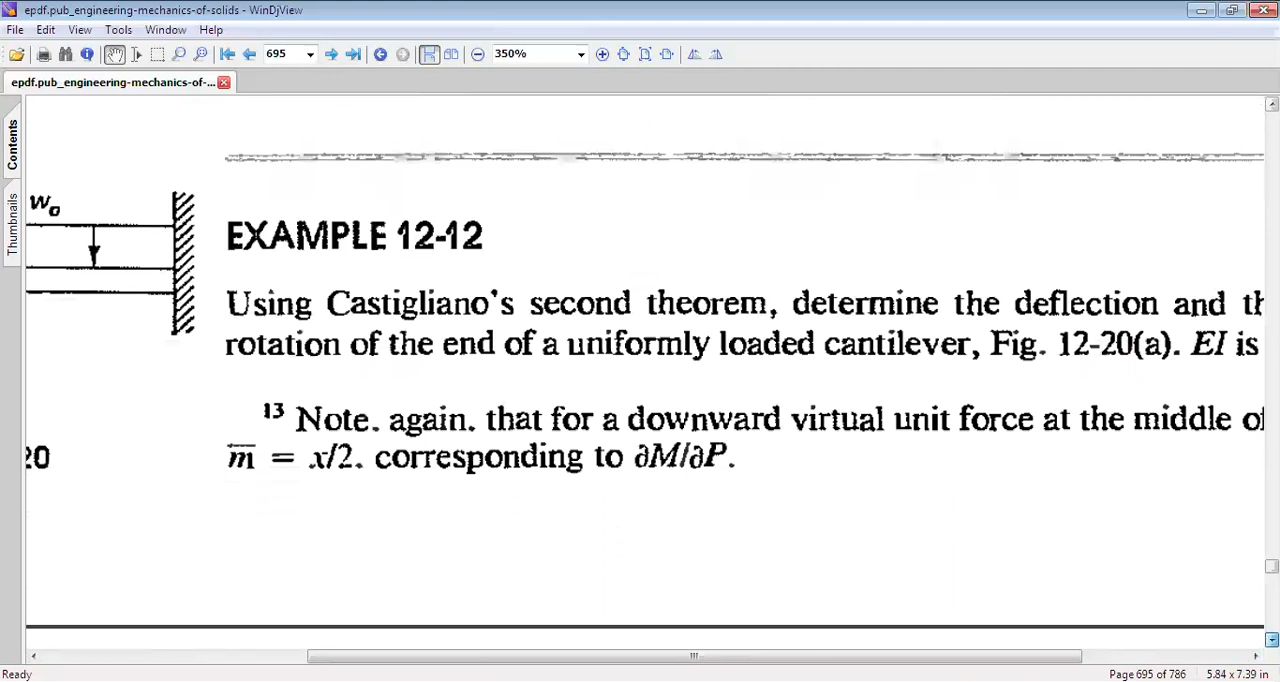 epdf.pub_engineering-mechanics-of-solids - WinDjView
File Edit View Tools Window Help
695 350%
epdf.pub_engineering-mechanics-of-...
Contents
Thumbnails
wo
EXAMPLE 12-12
Using Castigliano's second theorem, determine the deflection and th
rotation of the end of a uniformly loaded cantilever, Fig. 12-20(a). EI is
13 Note. again. that for a downward virtual unit force at the middle of
20 m̅ = x/2. corresponding to ∂M/∂P.
Ready Page 695 of 786 5.84 x 7.39 in